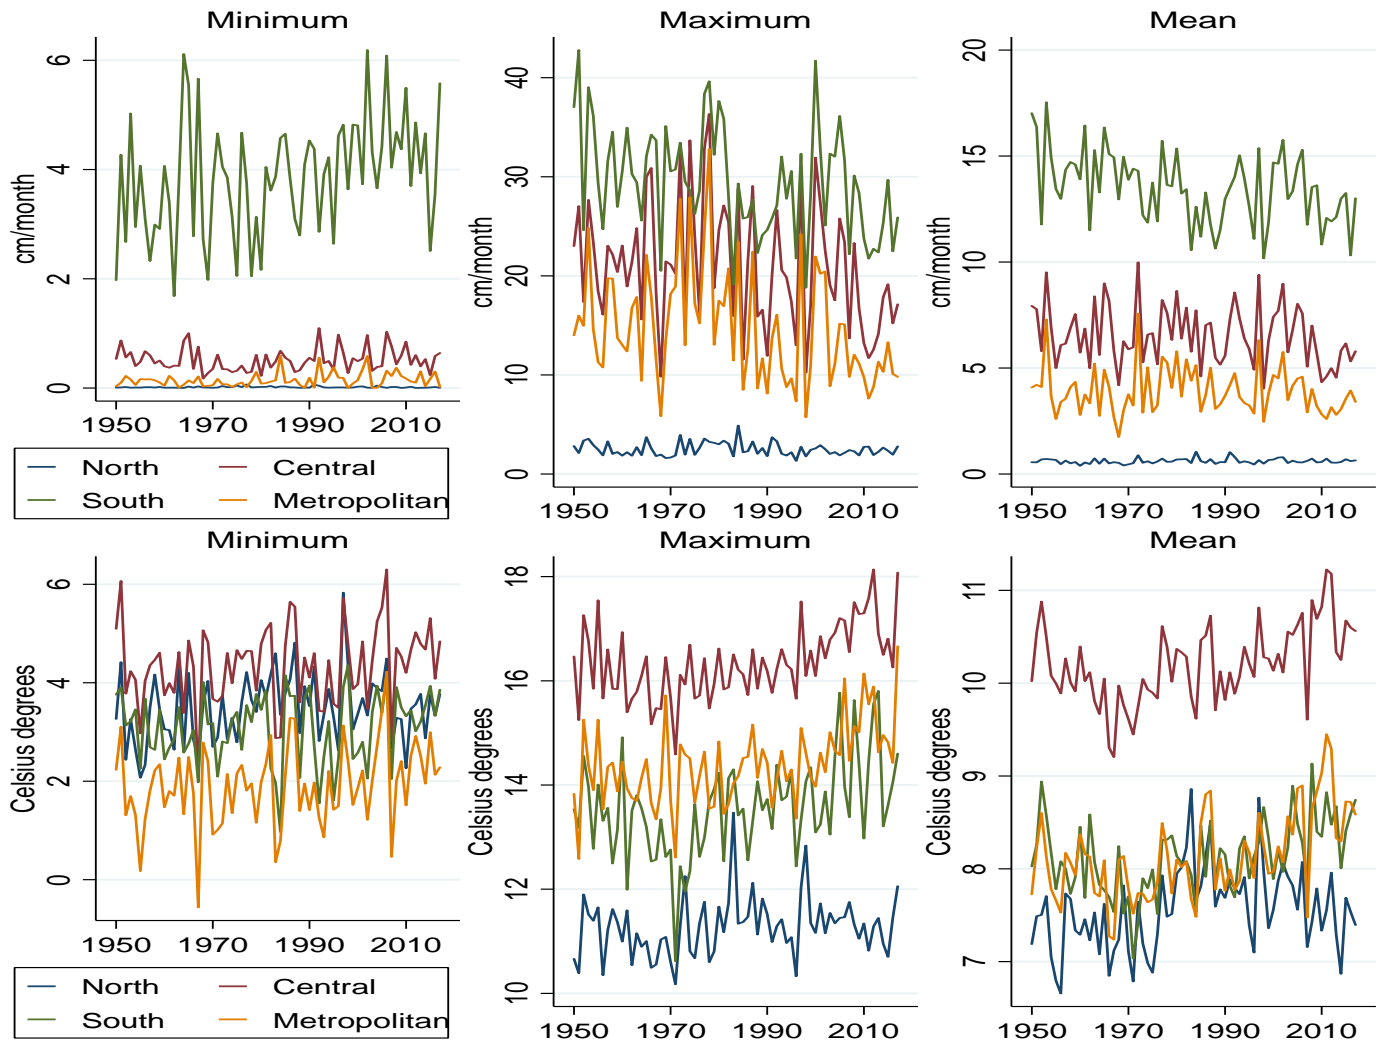 Minimum
cm/month
6
4
2
0
1950 1970 1990 2010
North Central
South Metropolitan
Maximum
cm/month
40
30
20
10
0
1950 1970 1990 2010
Mean
cm/month
20
15
10
5
0
1950 1970 1990 2010
Minimum
Celsius degrees
6
4
2
0
1950 1970 1990 2010
North Central
South Metropolitan
Maximum
Celsius degrees
18
16
14
12
10
1950 1970 1990 2010
Mean
Celsius degrees
11
10
9
8
7
1950 1970 1990 2010